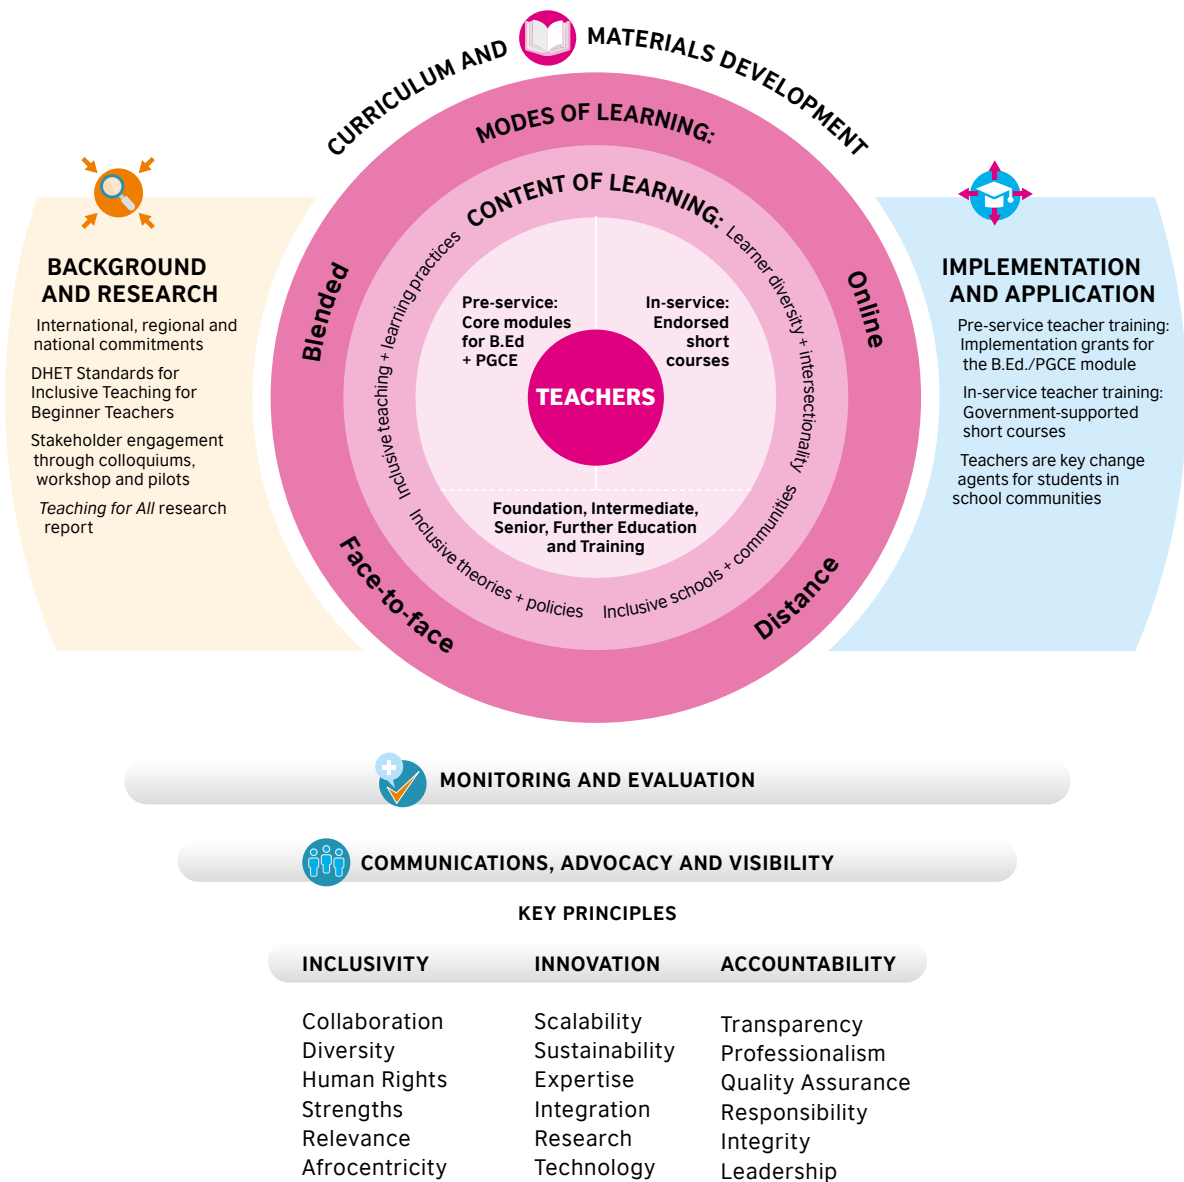 CURRICULUM AND MATERIALS DEVELOPMENT
MODES OF LEARNING:
Blended
Online
Face-to-face
Distance
CONTENT OF LEARNING:
Inclusive teaching + learning practices
Learner diversity + intersectionality
Inclusive theories + policies
Inclusive schools + communities
Pre-service:
Core modules
for B.Ed
+ PGCE
In-service:
Endorsed
short
courses
TEACHERS
Foundation, Intermediate,
Senior, Further Education
and Training
BACKGROUND
AND RESEARCH
International, regional and
national commitments
DHET Standards for
Inclusive Teaching for
Beginner Teachers
Stakeholder engagement
through colloquiums,
workshop and pilots
Teaching for All research
report
IMPLEMENTATION
AND APPLICATION
Pre-service teacher training:
Implementation grants for
the B.Ed./PGCE module
In-service teacher training:
Government-supported
short courses
Teachers are key change
agents for students in
school communities
MONITORING AND EVALUATION
COMMUNICATIONS, ADVOCACY AND VISIBILITY
KEY PRINCIPLES
INCLUSIVITY
Collaboration
Diversity
Human Rights
Strengths
Relevance
Afrocentricity
INNOVATION
Scalability
Sustainability
Expertise
Integration
Research
Technology
ACCOUNTABILITY
Transparency
Professionalism
Quality Assurance
Responsibility
Integrity
Leadership